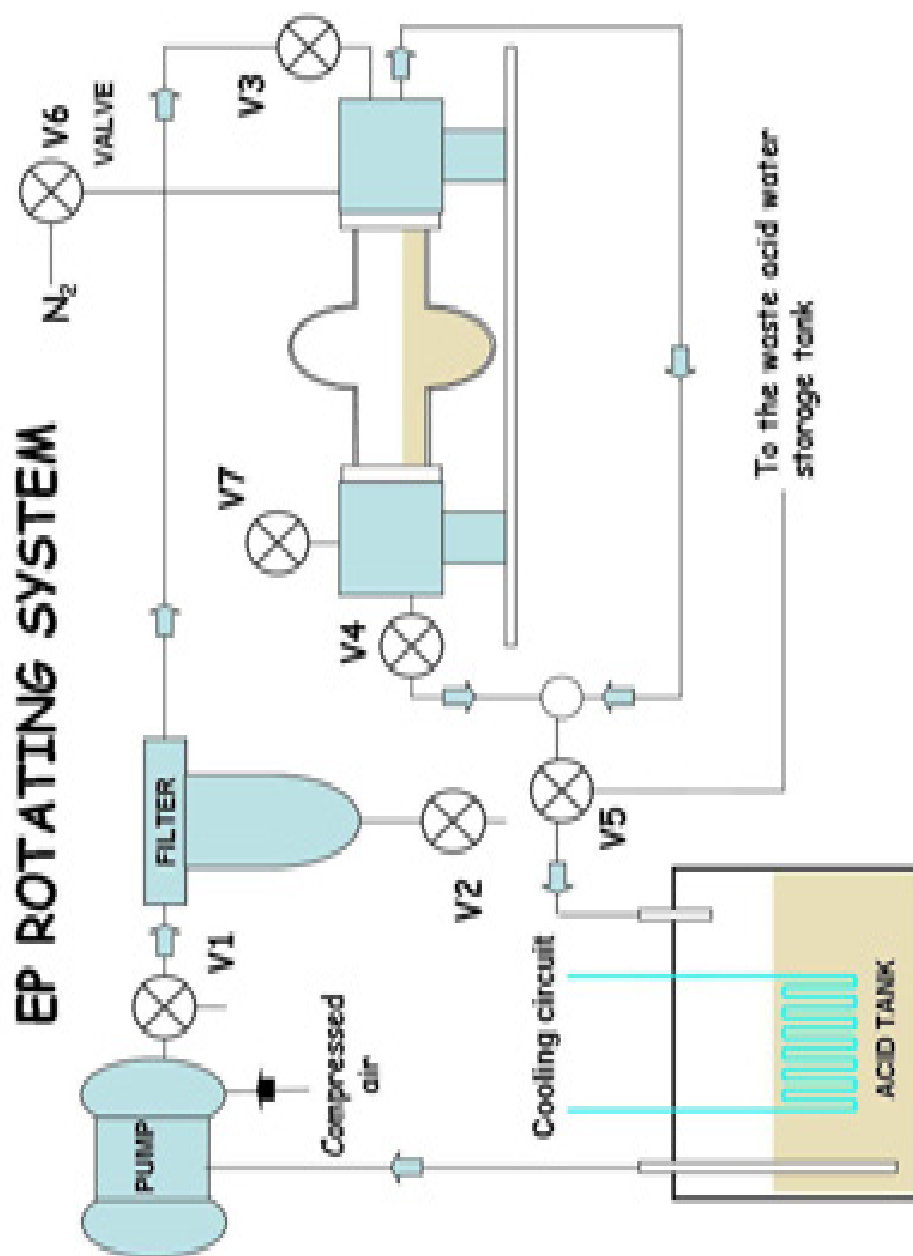 EP ROTATING SYSTEM
N₂
V6
VALVE
V3
V7
V4
FILTER
V1
V2
V5
PUMP
Compressed
air
Cooling circuit
ACID TANK
To the waste acid water
storage tank